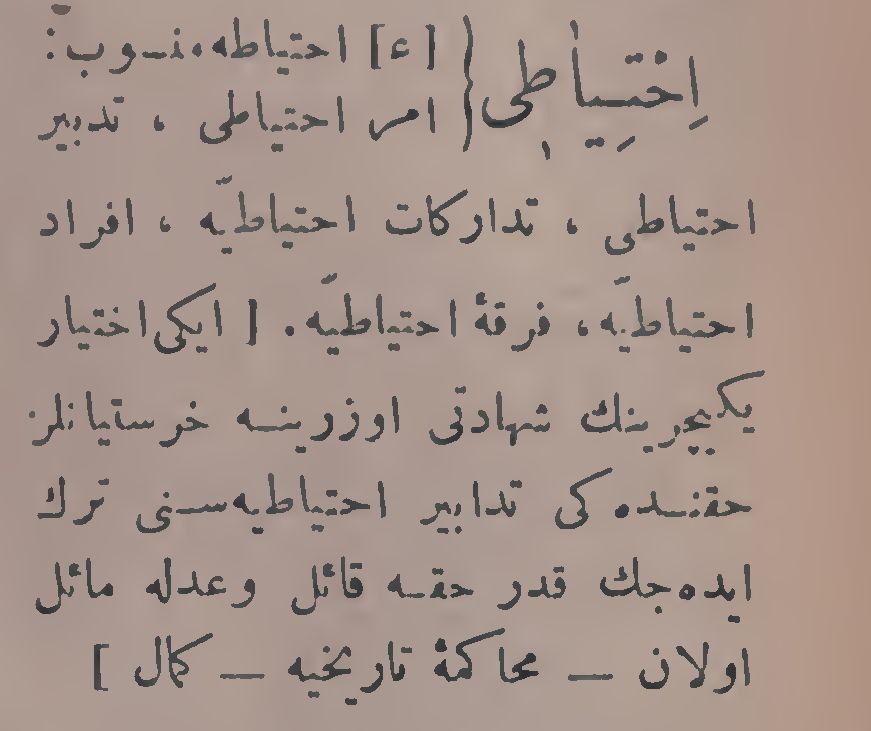 اِحْتِياطِی { [ع] احتیاطه‌منسوب:
امر احتیاطی ، تدبیر
احتیاطی ، تدارکات احتیاطیّه ، افراد
احتیاطیّه، فرقهٔ احتیاطیّه. [ ایکی اختیار
یکیچرینك شهادتی اوزرینه خرستیانلر
حقنده کی تدابیر احتیاطیه‌سنی ترك
ایده‌جك قدر حقه قائل وعدله مائل
اولان — محاکمهٔ تاریخیه — کمال ]